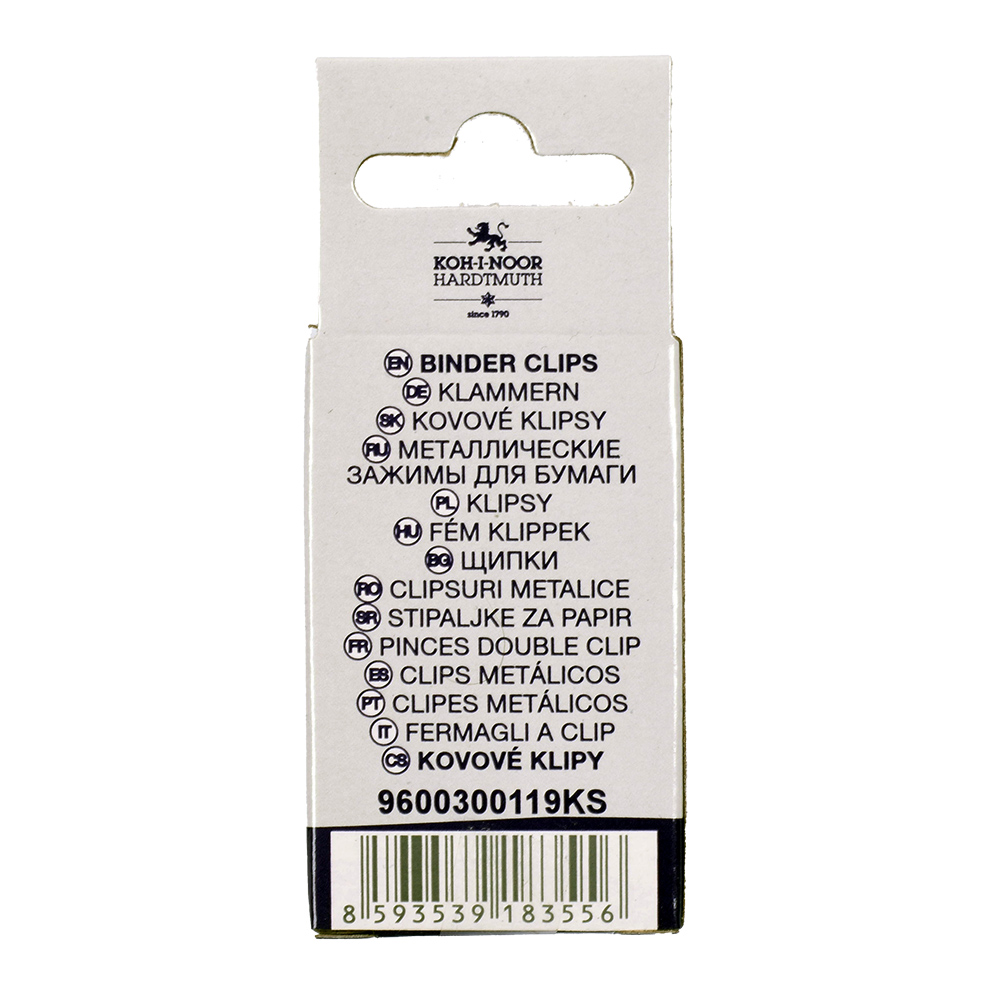 KOH-I-NOOR
HARDTMUTH
since 1790
EN BINDER CLIPS
DE KLAMMERN
SK KOVOVÉ KLIPSY
RU МЕТАЛЛИЧЕСКИЕ
ЗАЖИМЫ ДЛЯ БУМАГИ
PL KLIPSY
HU FÉM KLIPPEK
BG ЩИПКИ
RO CLIPSURI METALICE
SR STIPALJKE ZA PAPIR
FR PINCES DOUBLE CLIP
ES CLIPS METÁLICOS
PT CLIPES METÁLICOS
IT FERMAGLI A CLIP
CS KOVOVÉ KLIPY
9600300119KS
8 593539 183556